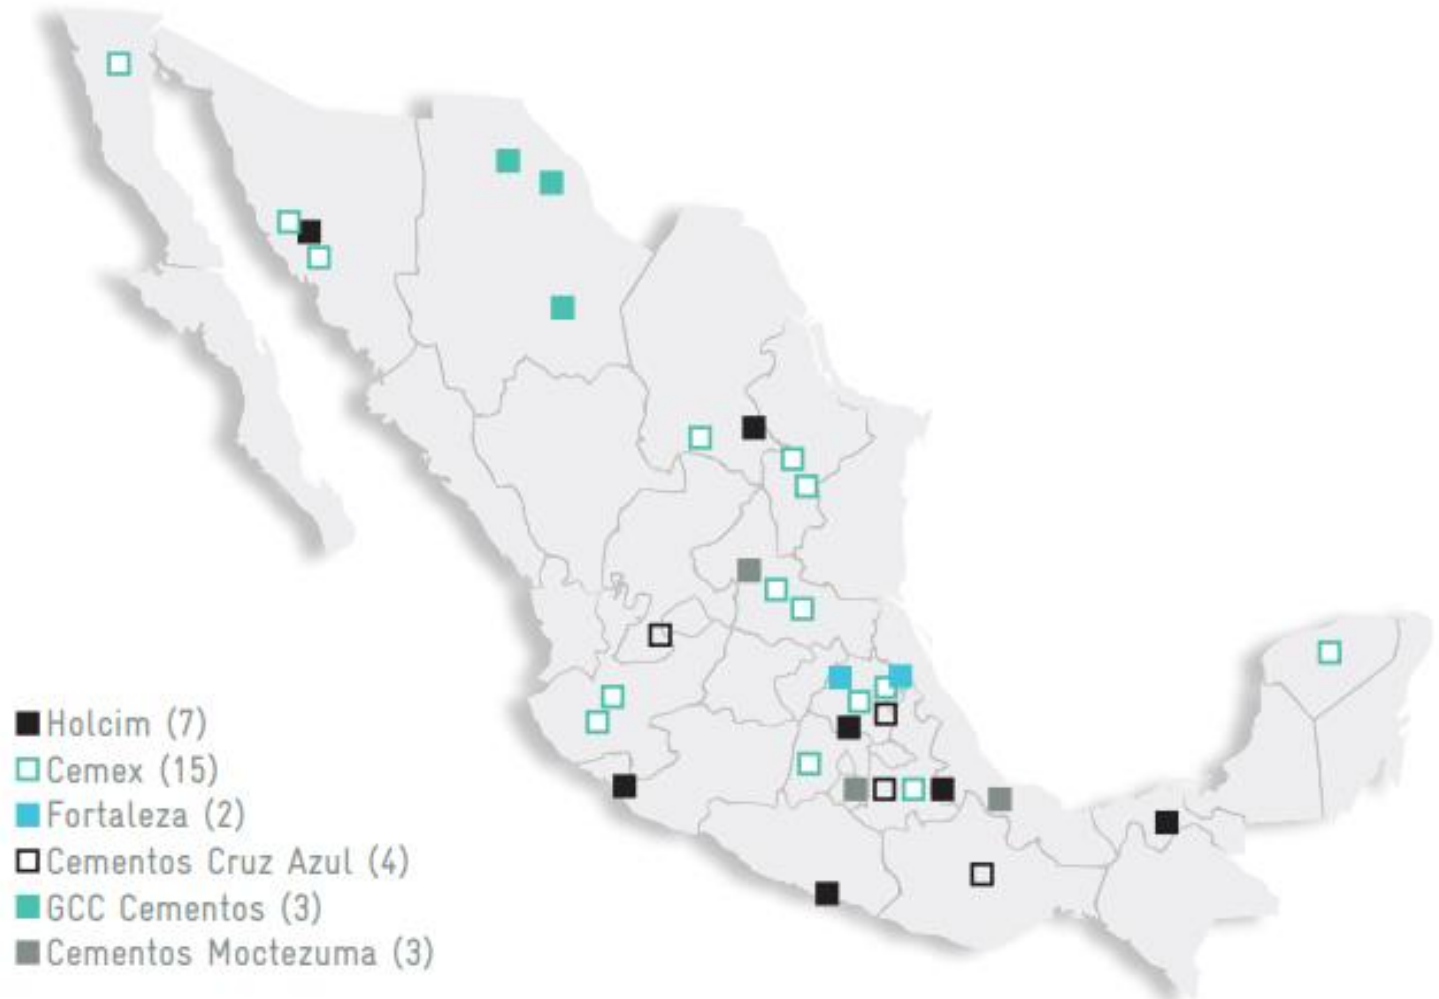 Holcim (7)
Cemex (15)
Fortaleza (2)
Cementos Cruz Azul (4)
GCC Cementos (3)
Cementos Moctezuma (3)